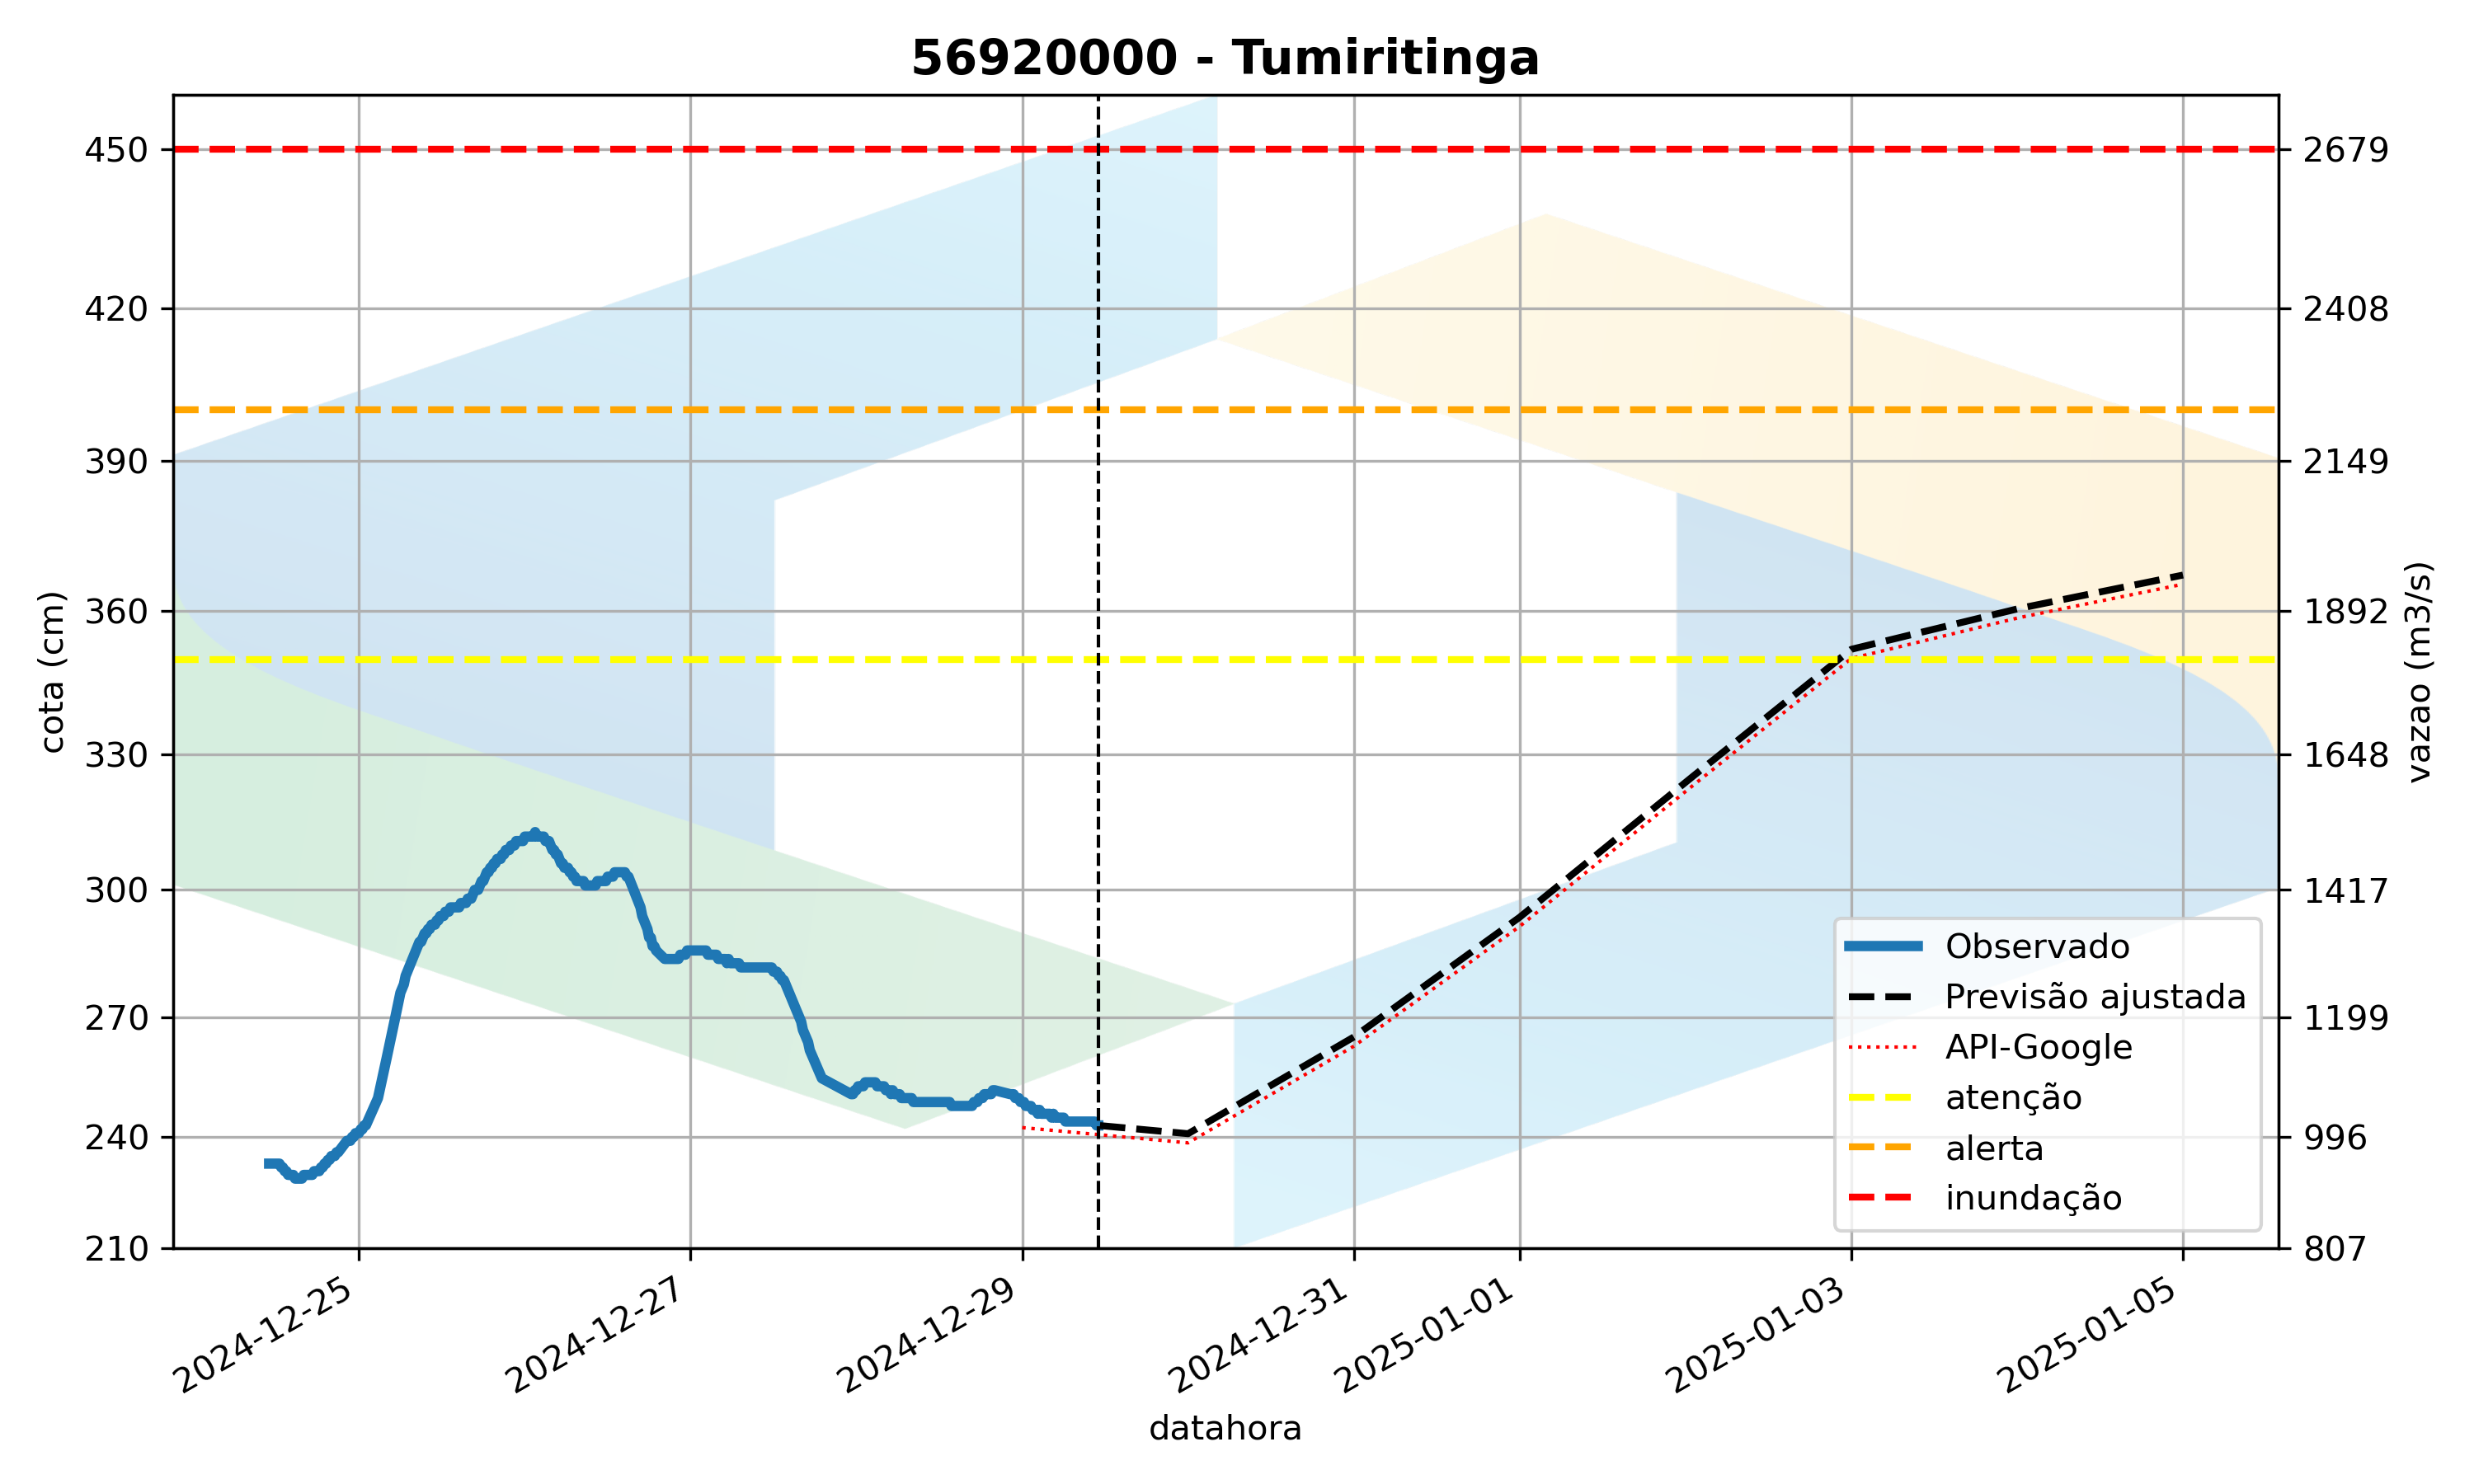 56920000 - Tumiritinga
cota (cm)
450
420
390
360
330
300
270
240
210
2679
2408
2149
1892
1648
1417
1199
996
807
vazao (m3/s)
Observado
Previsão ajustada
API-Google
atenção
alerta
inundação
2024-12-25
2024-12-27
2024-12-29
2024-12-31
2025-01-01
2025-01-03
2025-01-05
datahora